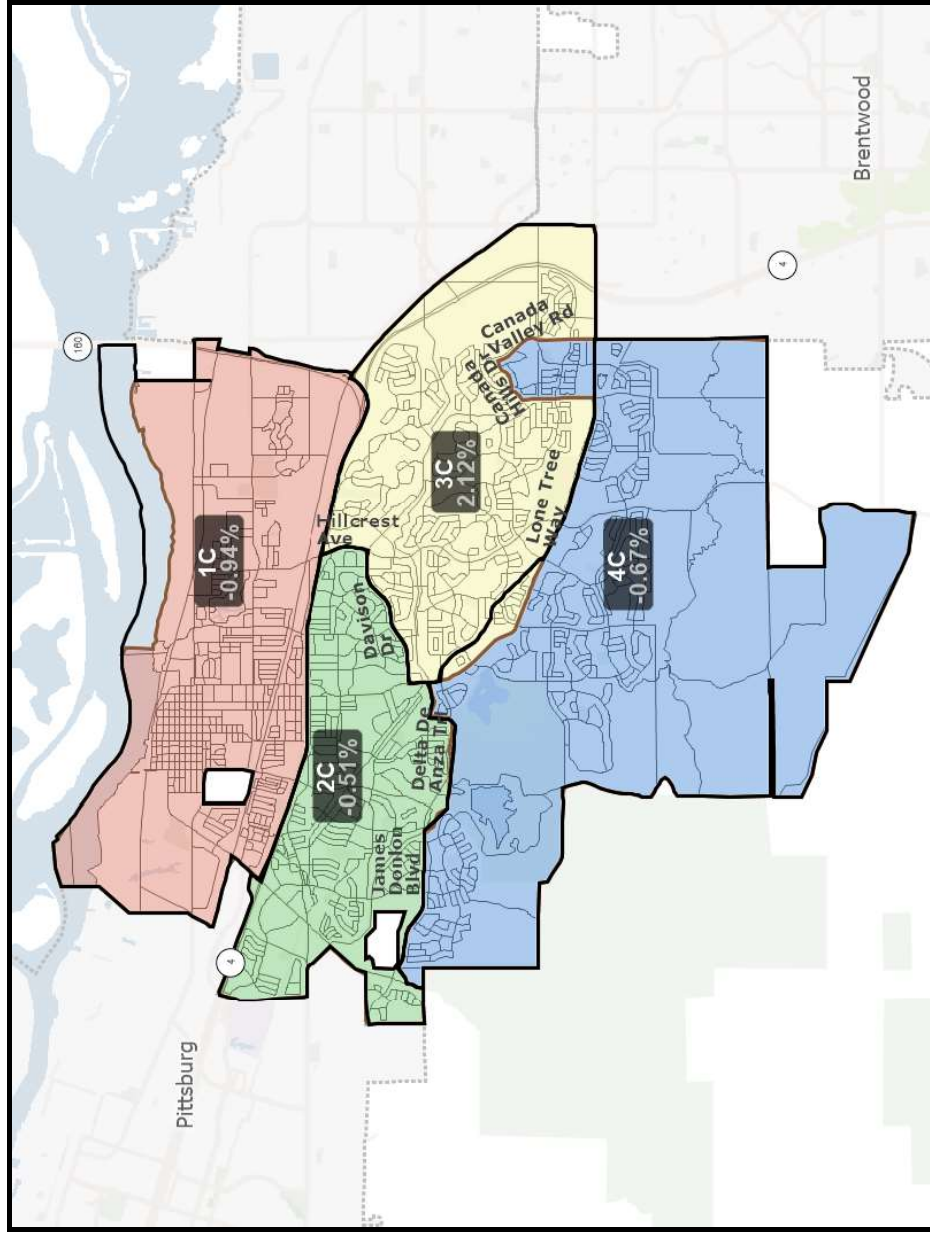 160
Brentwood
4
1C
-0.94%
Hillcrest
Ave
3C
2.12%
Canada
Valley Rd
Canada
Hills Dr
Lone Tree
Way
Davison
Dr
2C
-0.51%
Delta De
Anza Trl
James
Donlon
Blvd
4C
-0.67%
4
Pittsburg